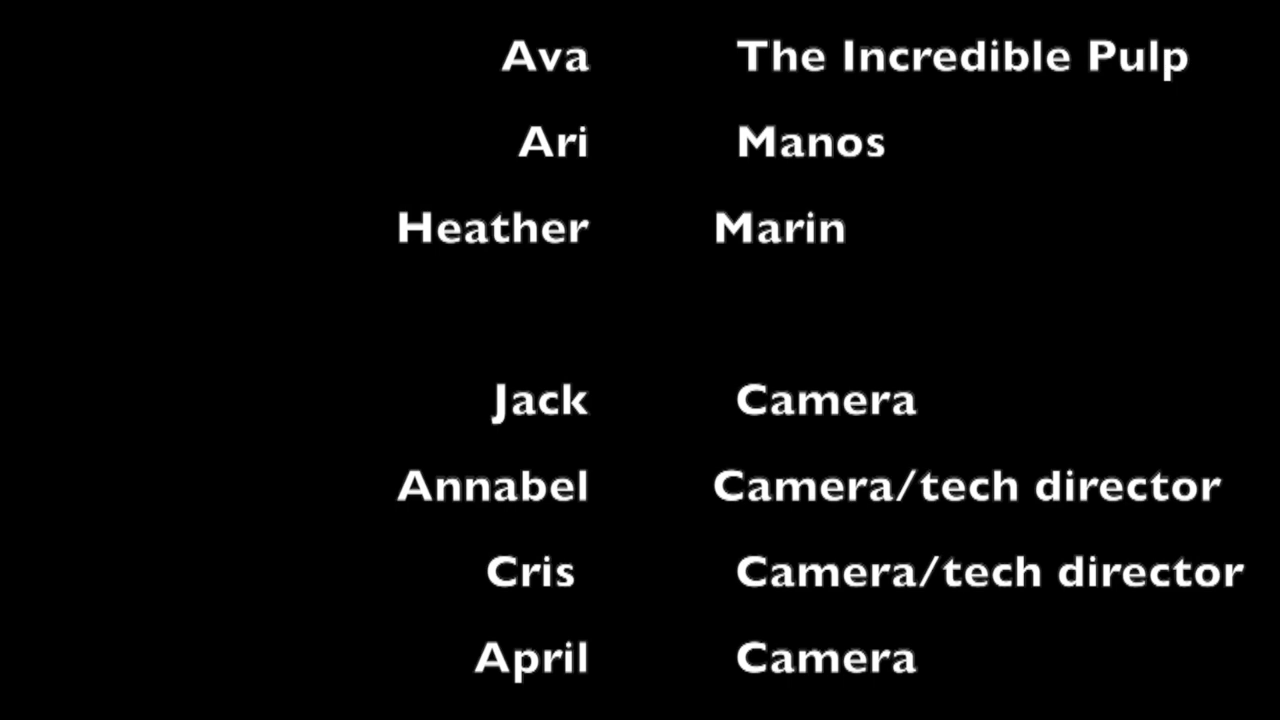 Ava The Incredible Pulp
Ari Manos
Heather Marin
Jack Camera
Annabel Camera/tech director
Cris Camera/tech director
April Camera